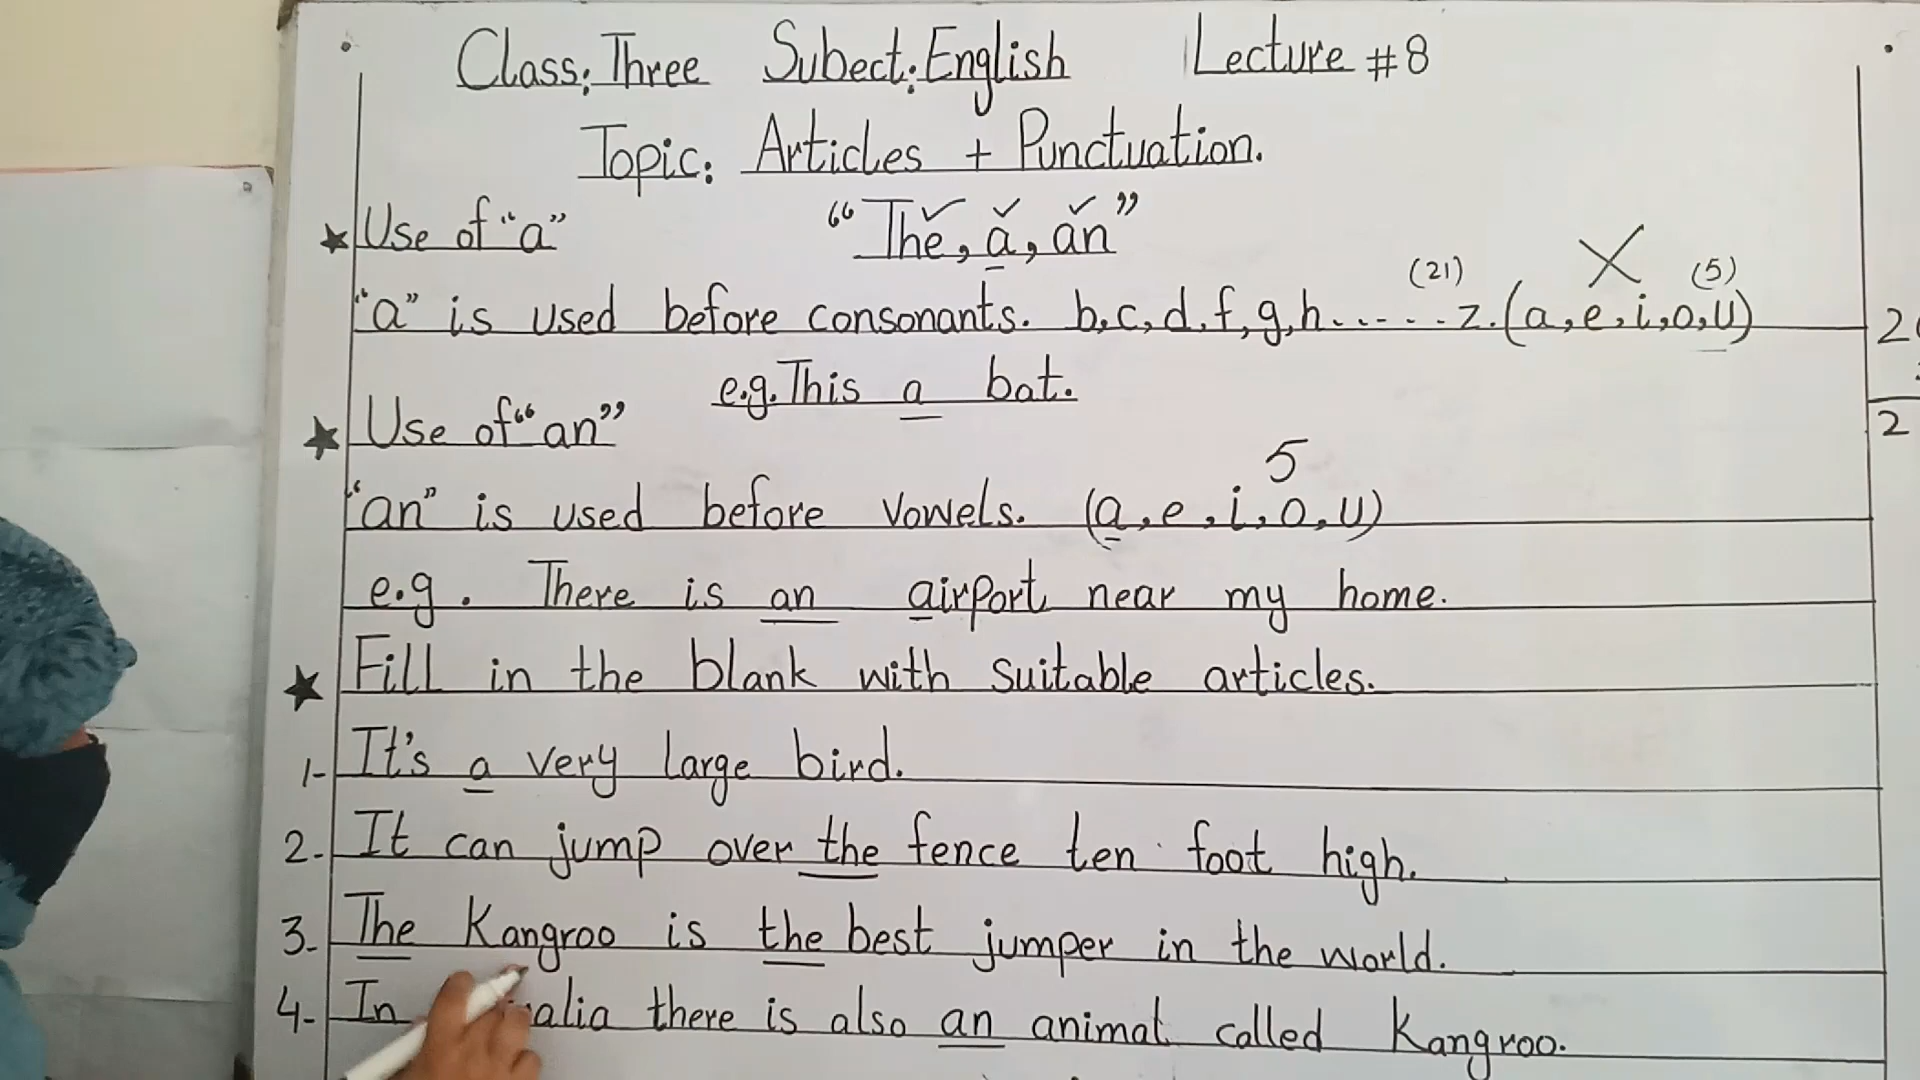 Class: Three Subect: English Lecture #8
Topic: Articles + Punctuation.
Use of "a" "The, a, an"
(21) (5)
"a" is used before consonants. b,c,d,f,g,h.....z.(a,e,i,o,u)
e.g. This a bat.
Use of "an"
5
"an" is used before vowels. (a,e,i,o,u)
e.g. There is an airport near my home.
Fill in the blank with suitable articles.
1- It's a very large bird.
2- It can jump over the fence ten foot high.
3- The Kangroo is the best jumper in the world.
4- In there is also an animal called Kangroo.